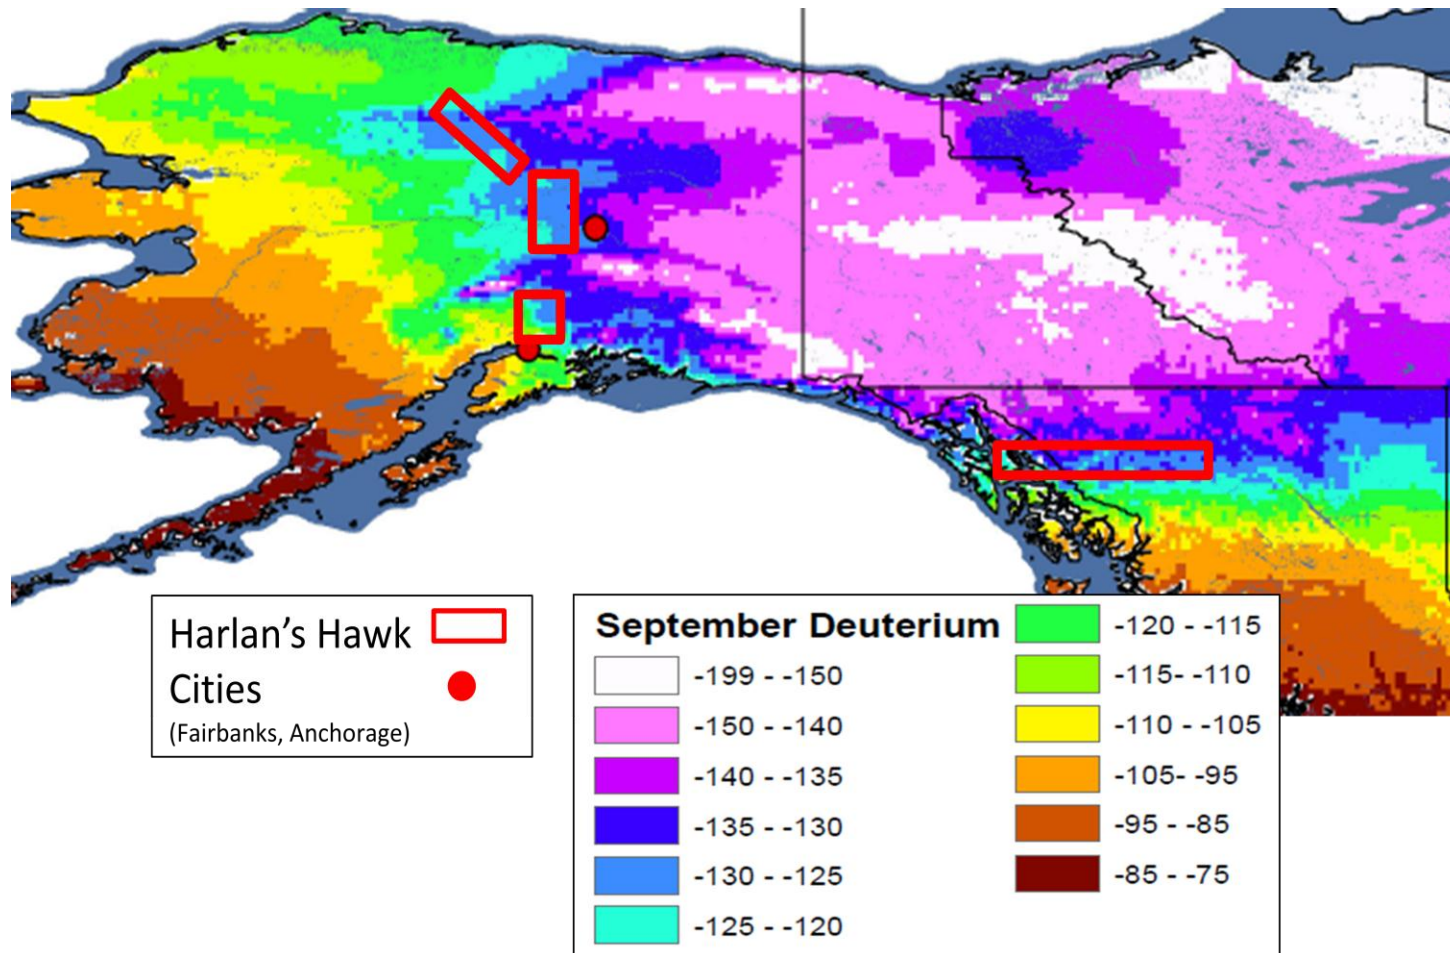 Harlan's Hawk
Cities
(Fairbanks, Anchorage)
September Deuterium
-199 - -150
-150 - -140
-140 - -135
-135 - -130
-130 - -125
-125 - -120
-120 - -115
-115- -110
-110 - -105
-105- -95
-95 - -85
-85 - -75